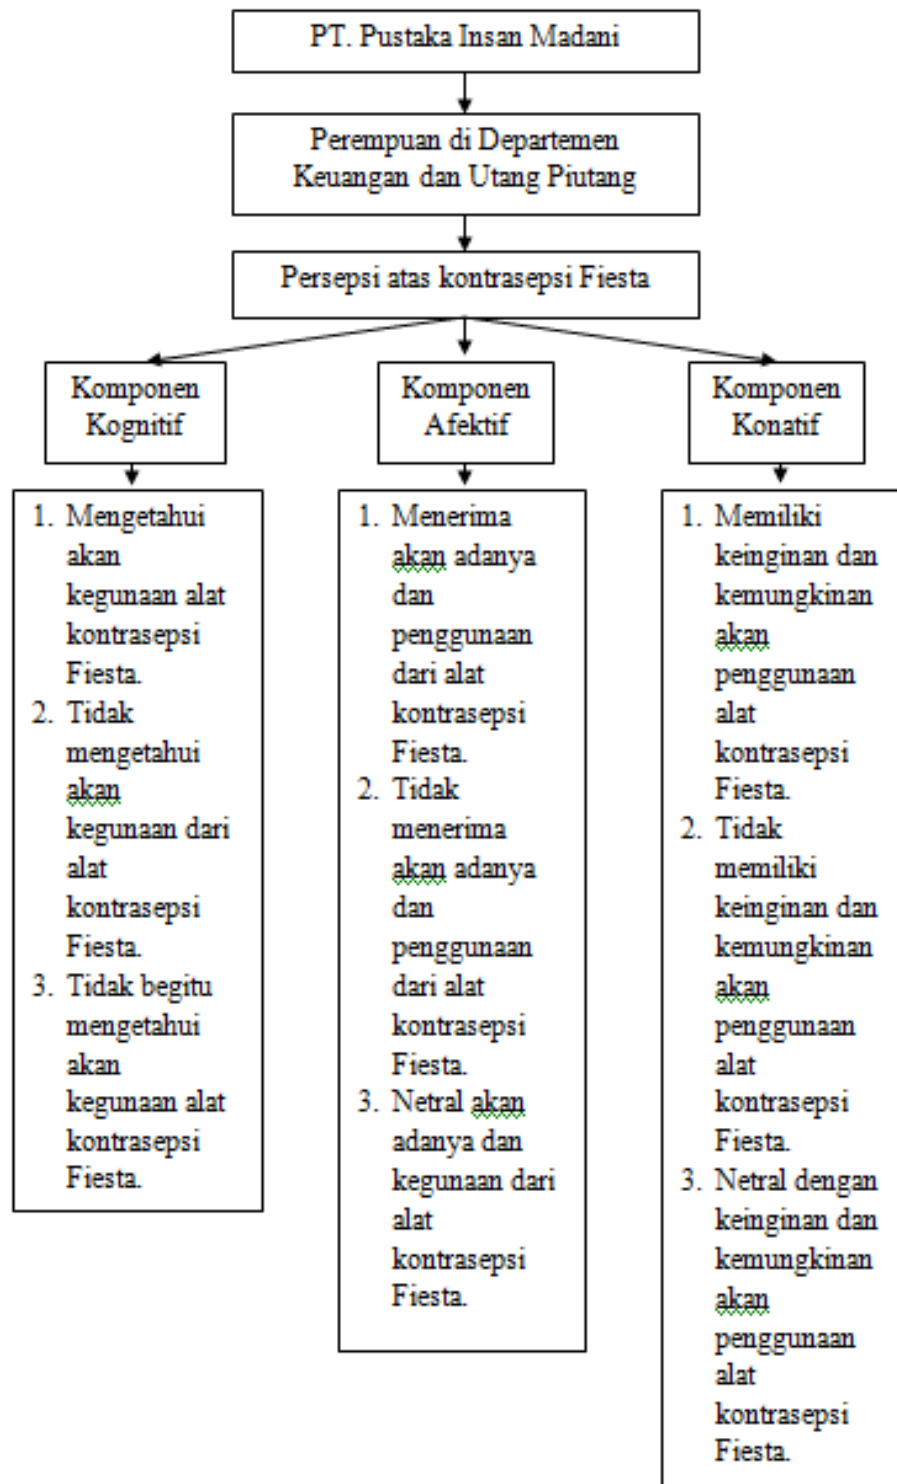 PT. Pustaka Insan Madani
Perempuan di Departemen
Keuangan dan Utang Piutang
Persepsi atas kontrasepsi Fiesta
Komponen
Kognitif
Komponen
Afektif
Komponen
Konatif
1. Mengetahui
akan
kegunaan alat
kontrasepsi
Fiesta.
2. Tidak
mengetahui
akan
kegunaan dari
alat
kontrasepsi
Fiesta.
3. Tidak begitu
mengetahui
akan
kegunaan alat
kontrasepsi
Fiesta.
1. Menerima
akan adanya
dan
penggunaan
dari alat
kontrasepsi
Fiesta.
2. Tidak
menerima
akan adanya
dan
penggunaan
dari alat
kontrasepsi
Fiesta.
3. Netral akan
adanya dan
kegunaan dari
alat
kontrasepsi
Fiesta.
1. Memiliki
keinginan dan
kemungkinan
akan
penggunaan
alat
kontrasepsi
Fiesta.
2. Tidak
memiliki
keinginan dan
kemungkinan
akan
penggunaan
alat
kontrasepsi
Fiesta.
3. Netral dengan
keinginan dan
kemungkinan
akan
penggunaan
alat
kontrasepsi
Fiesta.